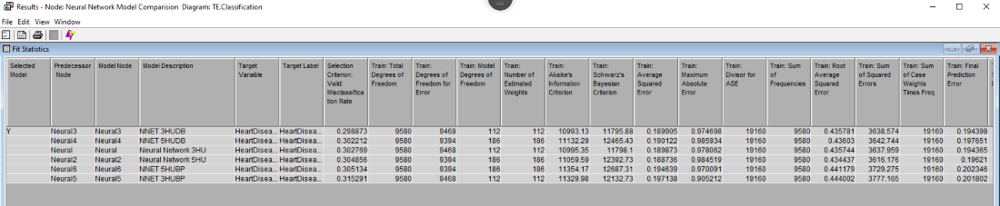 Results - Node: Neural Network Model Comparision Diagram: TE.Classification
File Edit View Window
Fit Statistics
Selected Model Predecessor Node Model Node Model Description Target Variable Target Label Selection Criterion: Valid: Misclassification Rate Train: Total Degrees of Freedom Train: Degrees of Freedom for Error Train: Model Degrees of Freedom Train: Number of Estimated Weights Train: Akaike's Information Criterion Train: Schwarz's Bayesian Criterion Train: Average Squared Error Train: Maximum Absolute Error Train: Divisor for ASE Train: Sum of Frequencies Train: Root Average Squared Error Train: Sum of Squared Errors Train: Sum of Case Weights Times Freq Train: Final Prediction Error
Y Neural3 Neural3 NNET 3HUDB HeartDisea... HeartDisea... 0.298873 9580 9468 112 112 10993.13 11795.88 0.189905 0.974698 19160 9580 0.435781 3638.574 19160 0.194398
Neural4 Neural4 NNET 5HUDB HeartDisea... HeartDisea... 0.302212 9580 9394 186 186 11132.29 12465.43 0.190122 0.985934 19160 9580 0.43603 3642.744 19160 0.197651
Neural Neural Neural Network 3HU HeartDisea... HeartDisea... 0.302769 9580 9468 112 112 10995.35 11798.1 0.189873 0.978062 19160 9580 0.435744 3637.959 19160 0.194365
Neural2 Neural2 Neural Network 5HU HeartDisea... HeartDisea... 0.304856 9580 9394 186 186 11059.59 12392.73 0.188736 0.984519 19160 9580 0.434437 3616.176 19160 0.19621
Neural6 Neural6 NNET 5HUBP HeartDisea... HeartDisea... 0.305134 9580 9394 186 186 11354.17 12687.31 0.194639 0.970091 19160 9580 0.441179 3729.275 19160 0.202346
Neural5 Neural5 NNET 3HUBP HeartDisea... HeartDisea... 0.315291 9580 9468 112 112 11329.98 12132.73 0.197138 0.905212 19160 9580 0.444002 3777.165 19160 0.201802